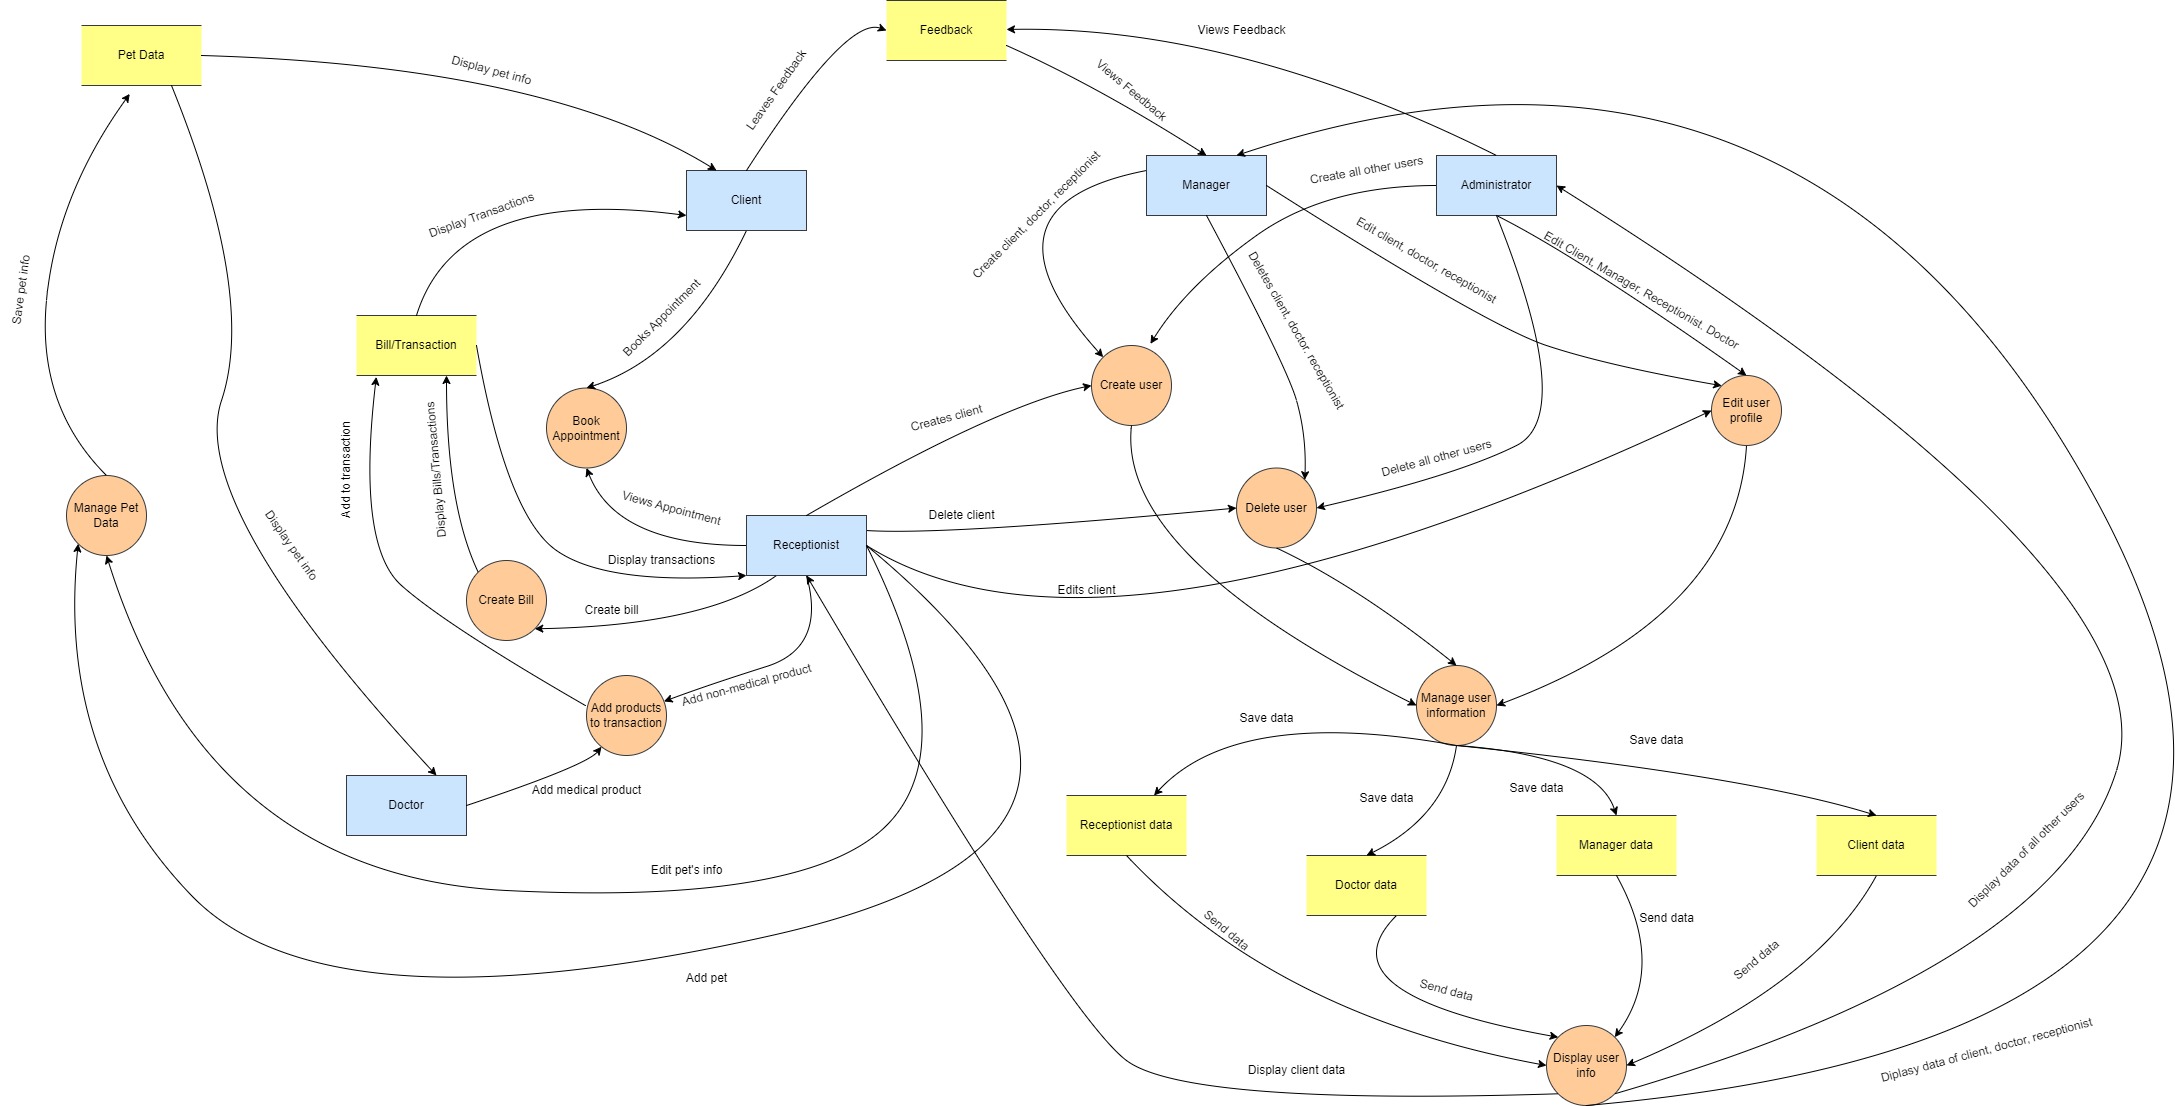 Feedback
Views Feedback
Pet Data
Display pet info
Leaves Feedback
Views Feedback
Client
Manager
Administrator
Create all other users
Create client, doctor, receptionist
Display Transactions
Edit client, doctor, receptionist
Edit Client, Manager, Receptionist. Doctor
Deletes client, doctor. receptionist
Save pet info
Books Appointment
Bill/Transaction
Create user
Edit user
profile
Book
Appointment
Creates client
Add to transaction
Display Bills/Transactions
Delete all other users
Manage Pet
Data
Views Appointment
Delete client
Delete user
Display pet info
Receptionist
Display transactions
Create Bill
Create bill
Edits client
Add non-medical product
Add products
to transaction
Manage user
information
Save data
Save data
Doctor
Add medical product
Save data
Save data
Receptionist data
Manager data
Client data
Display data of all other users
Edit pet's info
Doctor data
Send data
Send data
Send data
Add pet
Send data
Display user
info
Display client data
Diplasy data of client, doctor, receptionist